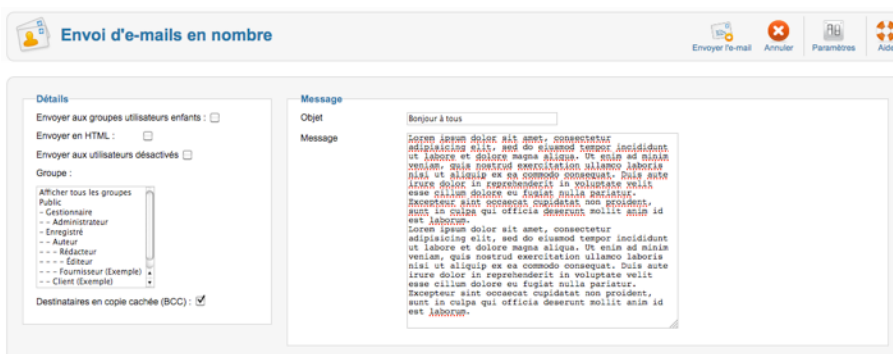 Envoi d'e-mails en nombre
Envoyer l'e-mail
Annuler
Paramètres
Aide
Détails
Envoyer aux groupes utilisateurs enfants :
Envoyer en HTML :
Envoyer aux utilisateurs désactivés
Groupe :
Afficher tous les groupes
Public
- Gestionnaire
- - Administrateur
- Enregistré
- - Auteur
- - - Rédacteur
- - - - Éditeur
- - - Fournisseur (Exemple)
- - Client (Exemple)
Destinataires en copie cachée (BCC) :
Message
Objet
Bonjour à tous
Message
Lorem ipsum dolor sit amet, consectetur
adipisicing elit, sed do eiusmod tempor incididunt
ut labore et dolore magna aliqua. Ut enim ad minim
veniam, quis nostrud exercitation ullamco laboris
nisi ut aliquip ex ea commodo consequat. Duis aute
irure dolor in reprehenderit in voluptate velit
esse cillum dolore eu fugiat nulla pariatur.
Excepteur sint occaecat cupidatat non proident,
sunt in culpa qui officia deserunt mollit anim id
est laborum.
Lorem ipsum dolor sit amet, consectetur
adipisicing elit, sed do eiusmod tempor incididunt
ut labore et dolore magna aliqua. Ut enim ad minim
veniam, quis nostrud exercitation ullamco laboris
nisi ut aliquip ex ea commodo consequat. Duis aute
irure dolor in reprehenderit in voluptate velit
esse cillum dolore eu fugiat nulla pariatur.
Excepteur sint occaecat cupidatat non proident,
sunt in culpa qui officia deserunt mollit anim id
est laborum.